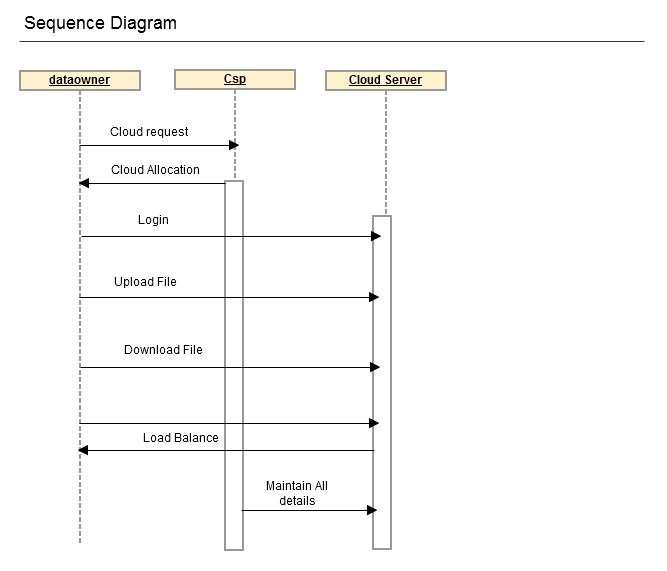 Sequence Diagram
dataowner
Csp
Cloud Server
Cloud request
Cloud Allocation
Login
Upload File
Download File
Load Balance
Maintain All
details